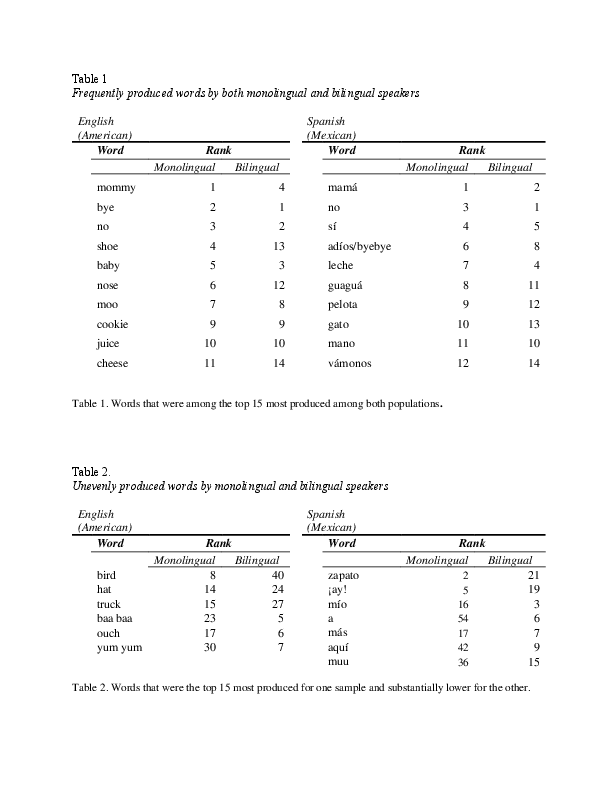 Table 1
Frequently produced words by both monolingual and bilingual speakers
English Spanish
(American) (Mexican)
Word Rank Word Rank
Monolingual Bilingual Monolingual Bilingual
mommy 1 4 mamá 1 2
bye 2 1 no 3 1
no 3 2 sí 4 5
shoe 4 13 adíos/byebye 6 8
baby 5 3 leche 7 4
nose 6 12 guaguá 8 11
moo 7 8 pelota 9 12
cookie 9 9 gato 10 13
juice 10 10 mano 11 10
cheese 11 14 vámonos 12 14
Table 1. Words that were among the top 15 most produced among both populations.
Table 2.
Unevenly produced words by monolingual and bilingual speakers
English Spanish
(American) (Mexican)
Word Rank Word Rank
Monolingual Bilingual Monolingual Bilingual
bird 8 40 zapato 2 21
hat 14 24 ¡ay! 5 19
truck 15 27 mío 16 3
baa baa 23 5 a 54 6
ouch 17 6 más 17 7
yum yum 30 7 aquí 42 9
muu 36 15
Table 2. Words that were the top 15 most produced for one sample and substantially lower for the other.